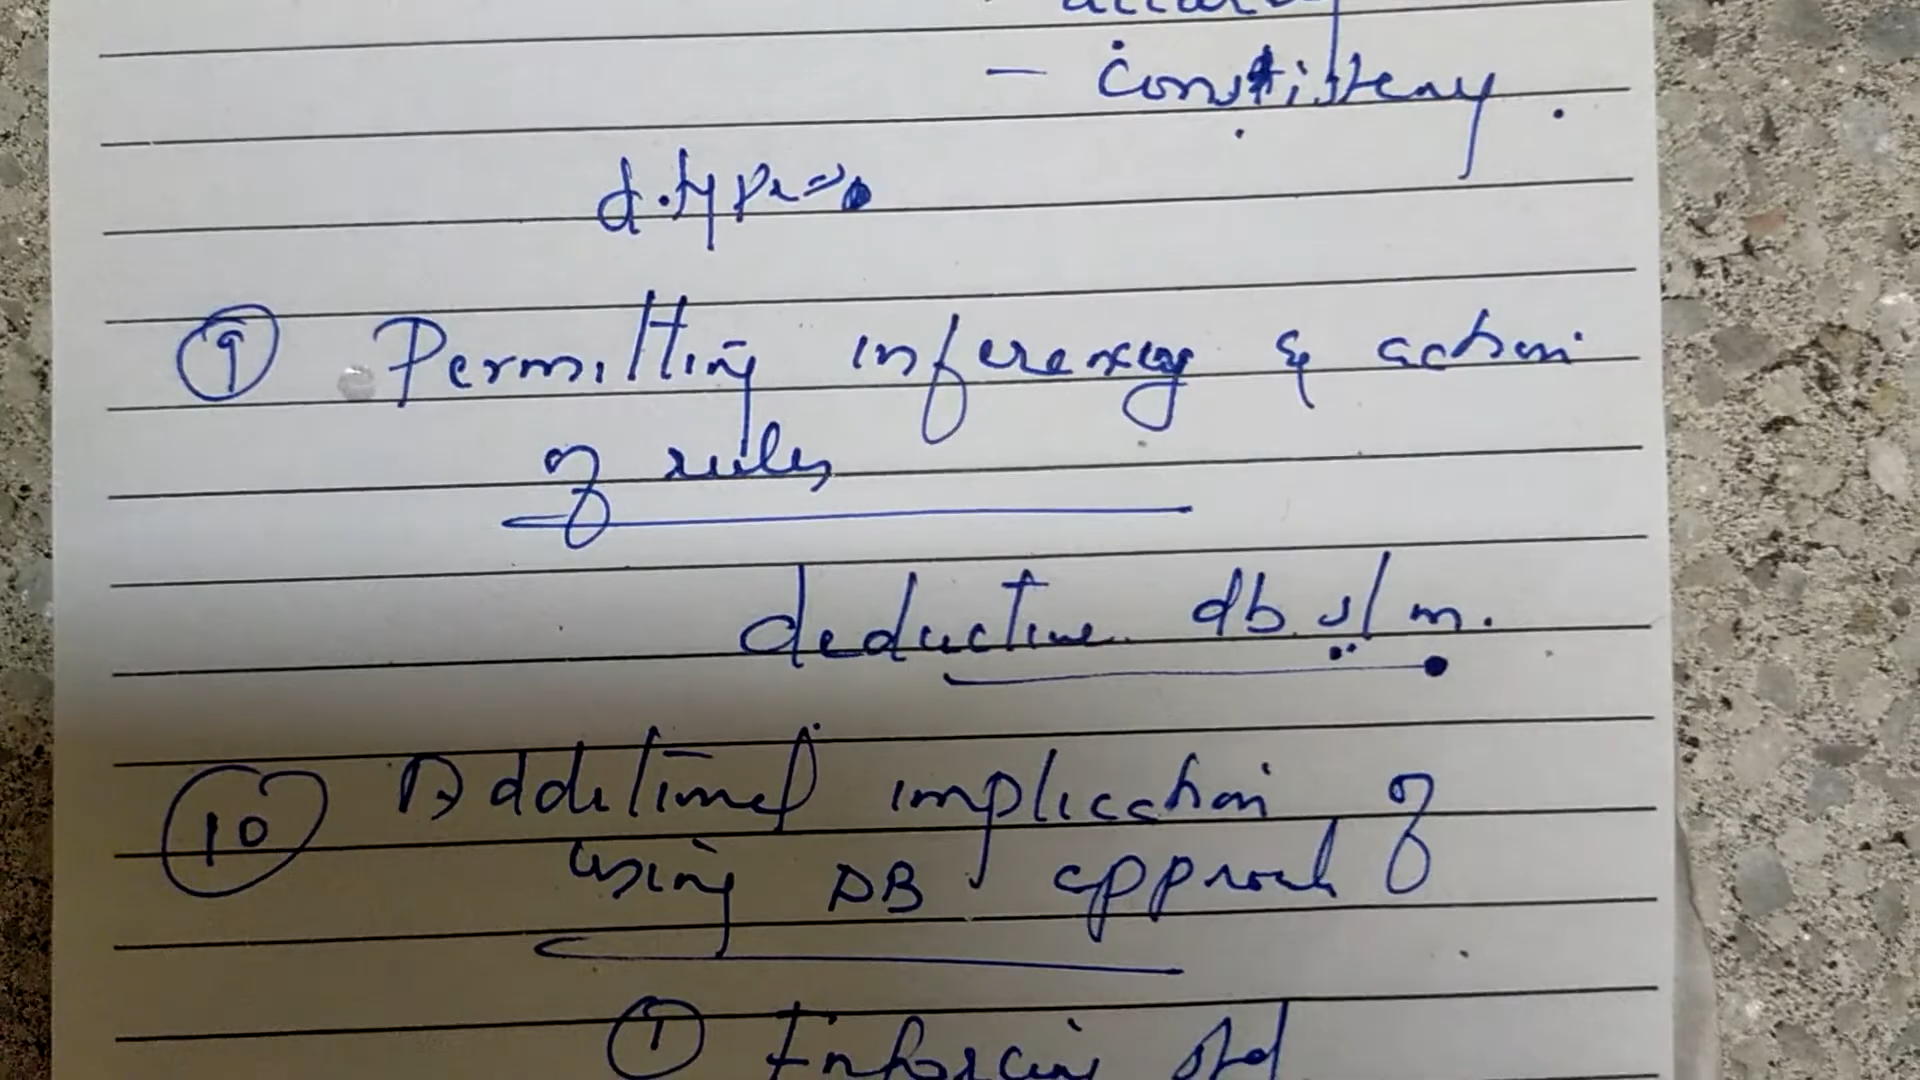 - consistency.
d.type =>
⑨ Permitting inferencing & action
of rules
deductive db s/m.
⑩ Additional implication of
using DB approach
① Enforcing std